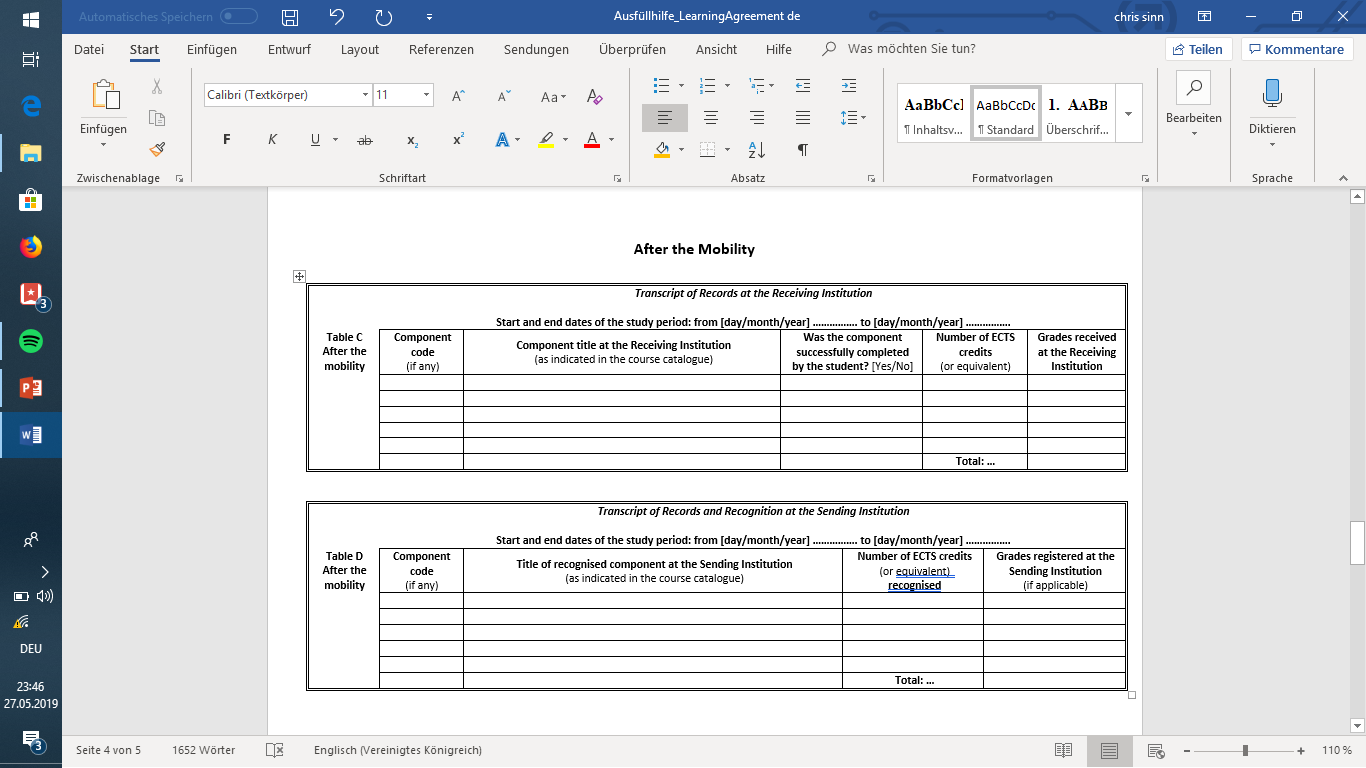 Automatisches Speichern
Ausfüllhilfe_LearningAgreement de
chris sinn
Datei Start Einfügen Entwurf Layout Referenzen Sendungen Überprüfen Ansicht Hilfe Was möchten Sie tun? Teilen Kommentare
Einfügen
Zwischenablage
Calibri (Textkörper) 11
F K U ab x₂ x² A A
Schriftart
Absatz
AaBbCcI AaBbCcDc 1. AABB
¶ Inhaltsv... ¶ Standard Überschrif...
Formatvorlagen
Bearbeiten
Diktieren
Sprache
After the Mobility
Transcript of Records at the Receiving Institution
Start and end dates of the study period: from [day/month/year] ................ to [day/month/year] ................
Table C
After the
mobility
Component
code
(if any)
Component title at the Receiving Institution
(as indicated in the course catalogue)
Was the component
successfully completed
by the student? [Yes/No]
Number of ECTS
credits
(or equivalent)
Grades received
at the Receiving
Institution
Total: ...
Transcript of Records and Recognition at the Sending Institution
Start and end dates of the study period: from [day/month/year] ................ to [day/month/year] ................
Table D
After the
mobility
Component
code
(if any)
Title of recognised component at the Sending Institution
(as indicated in the course catalogue)
Number of ECTS credits
(or equivalent)
recognised
Grades registered at the
Sending Institution
(if applicable)
Total: ...
3
DEU
23:46
27.05.2019
3
Seite 4 von 5 1652 Wörter Englisch (Vereinigtes Königreich) 110 %